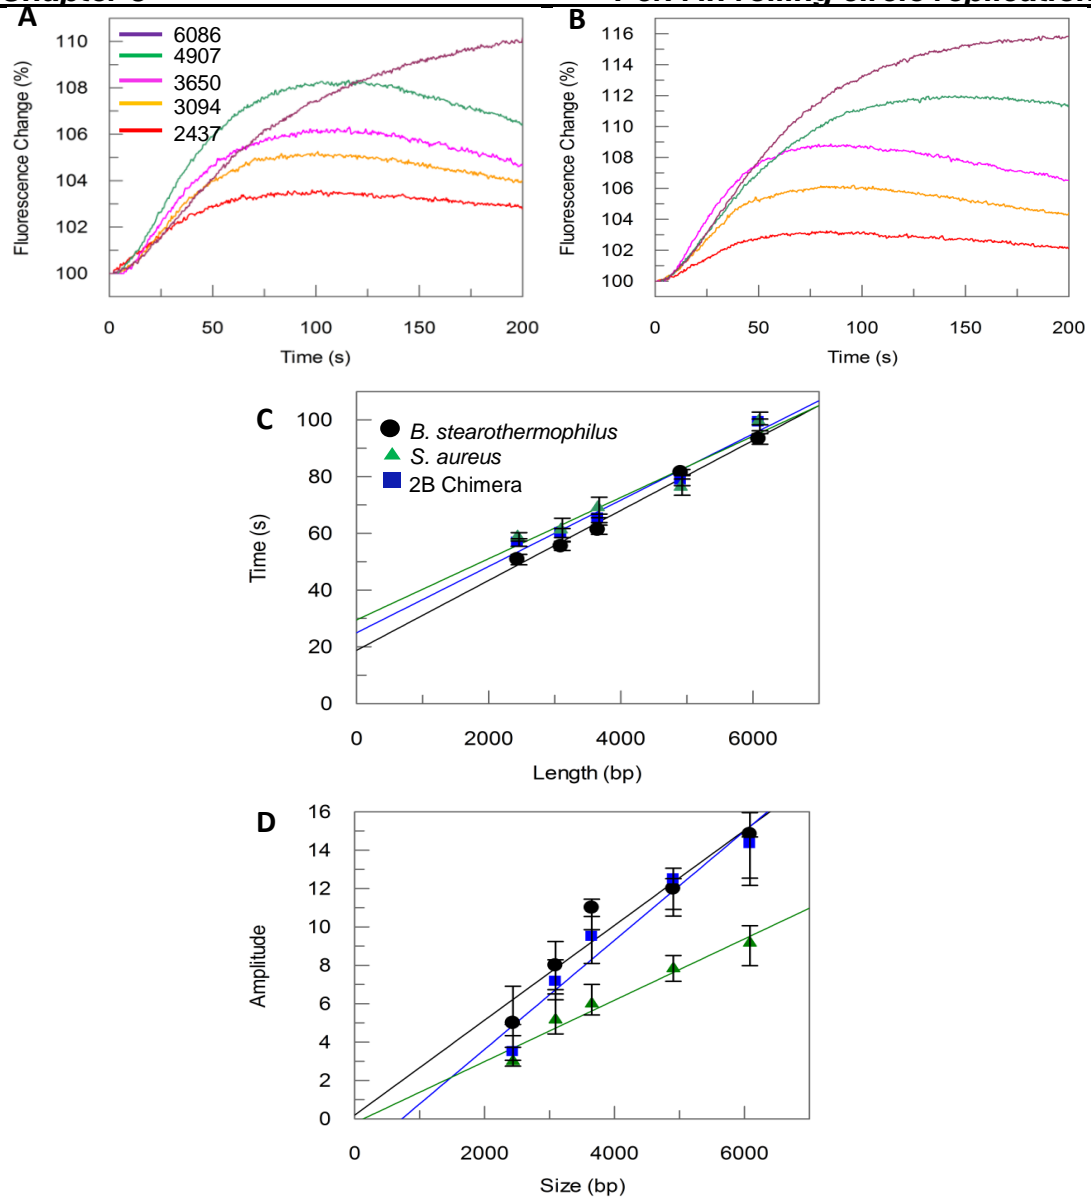 A
B
Fluorescence Change (%)
110
108
106
104
102
100
6086
4907
3650
3094
2437
0 50 100 150 200
Time (s)
Fluorescence Change (%)
116
114
112
110
108
106
104
102
100
0 50 100 150 200
Time (s)
C
Time (s)
100
80
60
40
20
0
B. stearothermophilus
S. aureus
2B Chimera
0 2000 4000 6000
Length (bp)
D
Amplitude
16
14
12
10
8
6
4
2
0
0 2000 4000 6000
Size (bp)